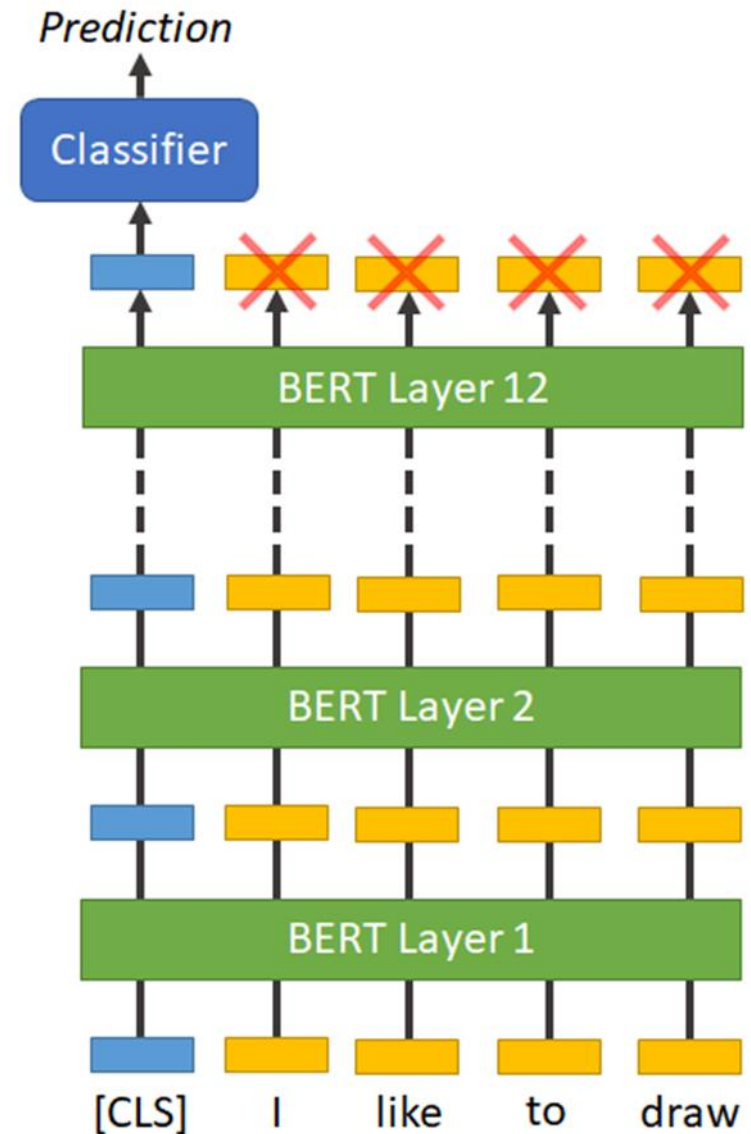 Prediction
Classifier
BERT Layer 12
BERT Layer 2
BERT Layer 1
[CLS] I like to draw